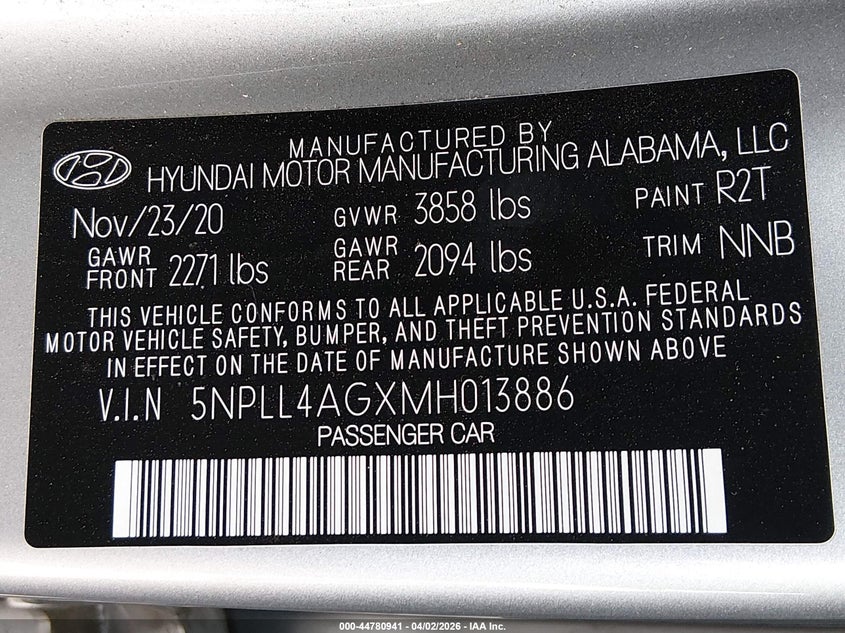 MANUFACTURED BY
HYUNDAI MOTOR MANUFACTURING ALABAMA, LLC
Nov/23/20 GVWR 3858 lbs PAINT R2T
GAWR FRONT 2271 lbs GAWR REAR 2094 lbs TRIM NNB
THIS VEHICLE CONFORMS TO ALL APPLICABLE U.S.A. FEDERAL
MOTOR VEHICLE SAFETY, BUMPER, AND THEFT PREVENTION STANDARDS
IN EFFECT ON THE DATE OF MANUFACTURE SHOWN ABOVE
V.I.N 5NPLL4AGXMH013886
PASSENGER CAR
000-44780941 - 04/02/2026 - IAA Inc.